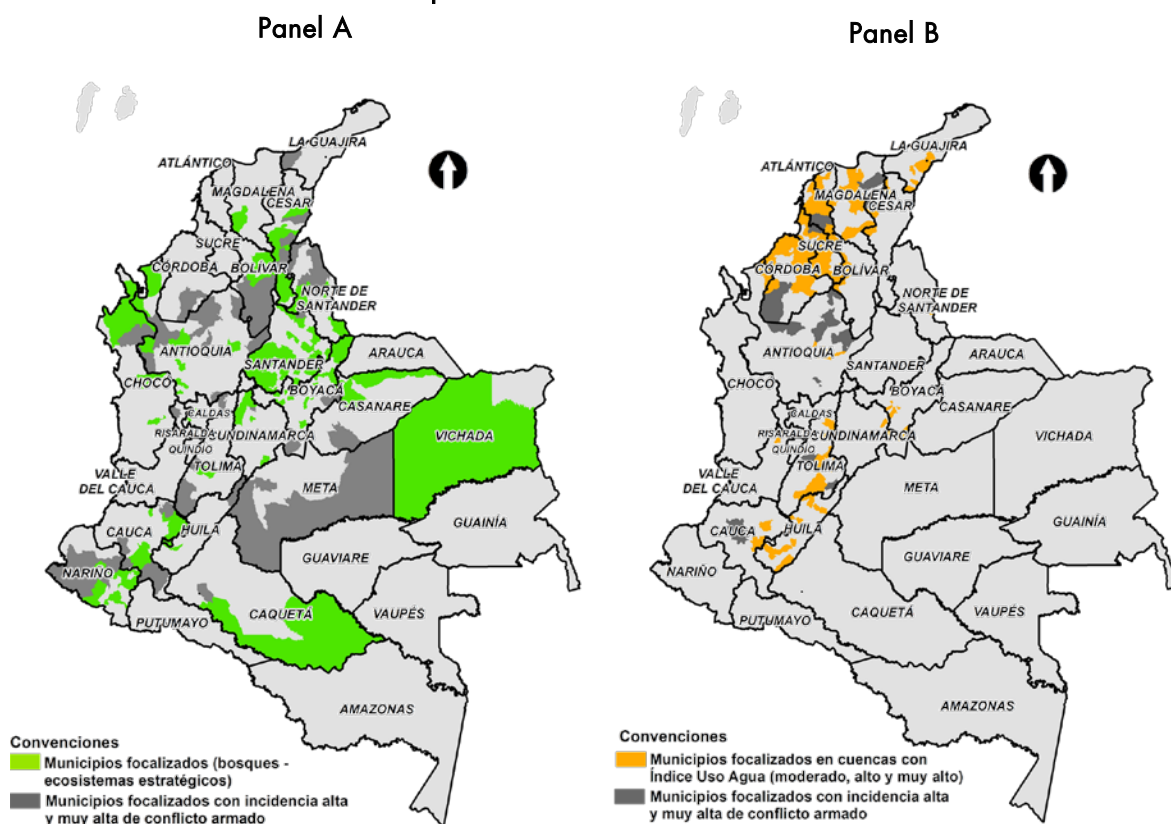 Panel A
LA GUAJIRA
ATLÁNTICO
MAGDALENA
CESAR
SUCRE
CÓRDOBA
BOLÍVAR
NORTE DE
SANTANDER
ANTIOQUIA
SANTANDER
ARAUCA
CHOCÓ
BOYACÁ
CASANARE
CALDAS
RISARALDA
CUNDINAMARCA
VICHADA
QUINDIO
TOLIMA
META
VALLE
DEL CAUCA
GUAINÍA
CAUCA
HUILA
GUAVIARE
NARIÑO
CAQUETÁ
VAUPÉS
PUTUMAYO
AMAZONAS
Convenciones
Municipios focalizados (bosques -
ecosistemas estratégicos)
Municipios focalizados con incidencia alta
y muy alta de conflicto armado
Panel B
LA GUAJIRA
ATLÁNTICO
MAGDALENA
CESAR
SUCRE
CÓRDOBA
BOLÍVAR
NORTE DE
SANTANDER
ANTIOQUIA
SANTANDER
ARAUCA
CHOCÓ
BOYACÁ
CASANARE
CALDAS
RISARALDA
CUNDINAMARCA
VICHADA
QUINDIO
TOLIMA
META
VALLE
DEL CAUCA
GUAINÍA
CAUCA
HUILA
GUAVIARE
NARIÑO
CAQUETÁ
VAUPÉS
PUTUMAYO
AMAZONAS
Convenciones
Municipios focalizados en cuencas con
Índice Uso Agua (moderado, alto y muy alto)
Municipios focalizados con incidencia alta
y muy alta de conflicto armado